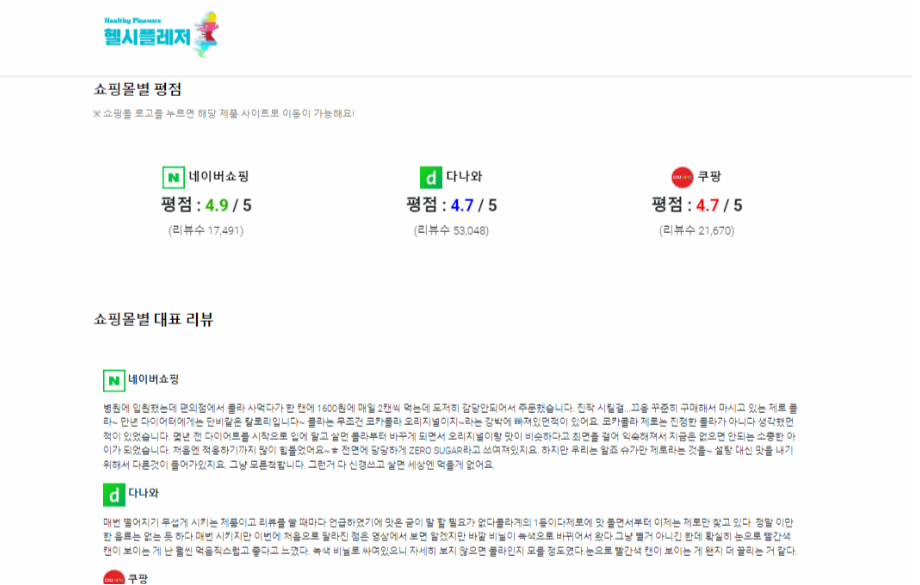 Healthy Pleasure
헬시플레저
쇼핑몰별 평점
※ 쇼핑몰 로고를 누르면 해당 제품 사이트로 이동이 가능해요!
N 네이버쇼핑
d 다나와
쿠팡
평점 : 4.9 / 5
평점 : 4.7 / 5
평점 : 4.7 / 5
(리뷰수 17,491)
(리뷰수 53,048)
(리뷰수 21,670)
쇼핑몰별 대표 리뷰
N 네이버쇼핑
병원에 입원했는데 편의점에서 콜라 사먹다가 한 캔에 1600원에 매일 2캔씩 먹는데 도저히 감당안되어서 주문했습니다. 진작 시킬걸...끄응 꾸준히 구매해서 마시고 있는 제로 콜
라~ 만년 다이어터에게는 단비같은 칼로리입니다~ 콜라는 무조건 코카콜라 오리지널이지~라는 강박에 빠져있던적이 있어요. 코카콜라 제로는 진정한 콜라가 아니다 생각했던
적이 있었습니다. 몇년 전 다이어트를 시작으로 입에 달고 살던 콜라부터 바꾸게 되면서 오리지널이랑 맛이 비슷하다고 최면을 걸어 익숙해져서 지금은 없으면 안되는 소중한 아
이가 되었습니다. 처음엔 적응하기까지 많이 힘들었어요~ㅎ 전면에 당당하게 ZERO SUGAR라고 쓰여져있지요. 하지만 우리는 알죠 슈가만 제로라는 것을~ 설탕 대신 맛을 내기
위해서 다른것이 들어가있지요. 그냥 모른척합니다. 그런거 다 신경쓰고 살면 세상엔 먹을게 없어요.
d 다나와
매번 떨어지기 무섭게 시키는 제품이고 리뷰를 쓸 때마다 언급하였기에 맛은 굳이 말 할 필요가 없다콜라계의 1등이다제로에 맛 들면서부터 이제는 제로만 찾고 있다. 정말 이만
한 음료는 없는 듯 하다.매번 시키지만 이번에 처음으로 달라진 점은 영상에서 보면 알겠지만 바깥 비닐이 녹색으로 바뀌어서 왔다.그냥 별거 아니긴 한데 확실히 눈으로 빨간색
캔이 보이는 게 난 훨씬 먹음직스럽고 좋다고 느꼈다. 녹색 비닐로 싸여있으니 자세히 보지 않으면 콜라인지 모를 정도였다.눈으로 빨간색 캔이 보이는 게 왠지 더 끌리는 거 같다.
쿠팡